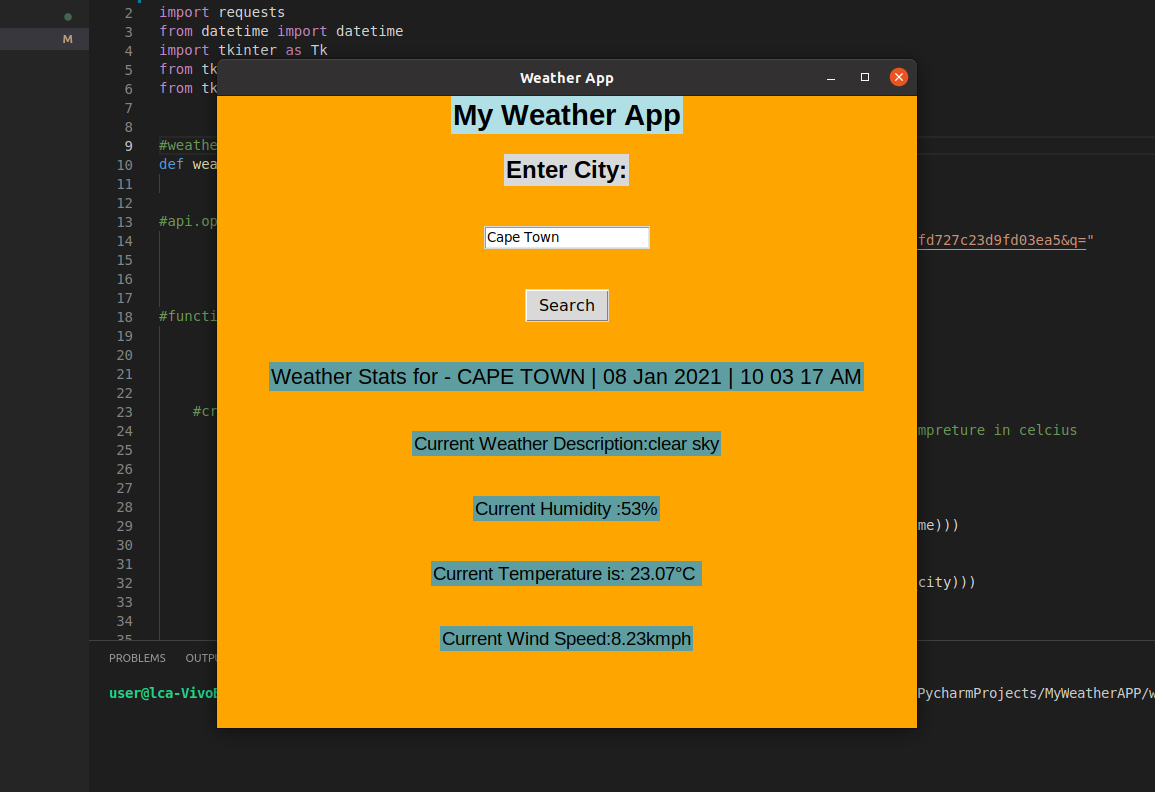 M
2 import requests
3 from datetime import datetime
4 import tkinter as Tk
5 from tk
6 from tk
7
8
9 #weathe
10 def wea
11
12
13 #api.op
14 fd727c23d9fd03ea5&q="
15
16
17
18 #functi
19
20
21
22
23 #cr
24 mpreture in celcius
25
26
27
28
29 me)))
30
31
32 city)))
33
34
35
Weather App
My Weather App
Enter City:
Cape Town
Search
Weather Stats for - CAPE TOWN | 08 Jan 2021 | 10 03 17 AM
Current Weather Description:clear sky
Current Humidity :53%
Current Temperature is: 23.07°C
Current Wind Speed:8.23kmph
PROBLEMS OUTPU
user@lca-VivoB PycharmProjects/MyWeatherAPP/w